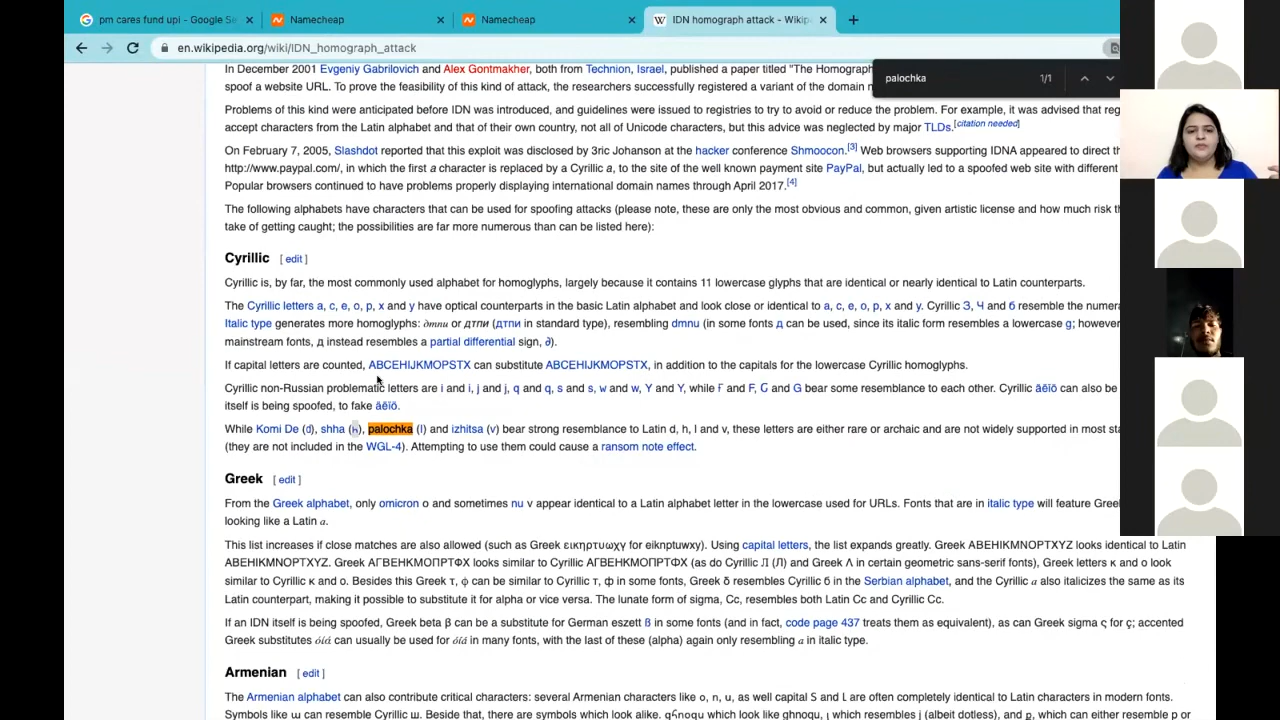 pm cares fund upi - Google Se
Namecheap
Namecheap
IDN homograph attack - Wikip
en.wikipedia.org/wiki/IDN_homograph_attack
palochka 1/1
In December 2001 Evgeniy Gabrilovich and Alex Gontmakher, both from Technion, Israel, published a paper titled "The Homograph
spoof a website URL. To prove the feasibility of this kind of attack, the researchers successfully registered a variant of the domain
Problems of this kind were anticipated before IDN was introduced, and guidelines were issued to registries to try to avoid or reduce the problem. For example, it was advised that
accept characters from the Latin alphabet and that of their own country, not all of Unicode characters, but this advice was neglected by major TLDs.[citation needed]
On February 7, 2005, Slashdot reported that this exploit was disclosed by 3ric Johanson at the hacker conference Shmoocon.[3] Web browsers supporting IDNA appeared to direct
http://www.pаypal.com/, in which the first a character is replaced by a Cyrillic а, to the site of the well known payment site PayPal, but actually led to a spoofed web site with different
Popular browsers continued to have problems properly displaying international domain names through April 2017.[4]
The following alphabets have characters that can be used for spoofing attacks (please note, these are only the most obvious and common, given artistic license and how much risk
take of getting caught; the possibilities are far more numerous than can be listed here):
Cyrillic [ edit ]
Cyrillic is, by far, the most commonly used alphabet for homoglyphs, largely because it contains 11 lowercase glyphs that are identical or nearly identical to Latin counterparts.
The Cyrillic letters а, с, е, о, р, х and у have optical counterparts in the basic Latin alphabet and look close or identical to a, c, e, o, p, x and y. Cyrillic З, Ч and б resemble the
Italic type generates more homoglyphs: дтпи or дтпи (дтпи in standard type), resembling dmnu (in some fonts д can be used, since its italic form resembles a lowercase g; however
mainstream fonts, д instead resembles a partial differential sign, ∂).
If capital letters are counted, АВСЕНІЈКМОРЅТХ can substitute ABCEHIJKMOPSTX, in addition to the capitals for the lowercase Cyrillic homoglyphs.
Cyrillic non-Russian problematic letters are і and i, ј and j, ԛ and q, ѕ and s, ԝ and w, Ү and Y, while Ғ and F, Ԍ and G bear some resemblance to each other. Cyrillic ӓёїӧ can also be
itself is being spoofed, to fake äëïö.
While Komi De (ԁ), shha (һ), palochka (ӏ) and izhitsa (ѵ) bear strong resemblance to Latin d, h, l and v, these letters are either rare or archaic and are not widely supported in most
(they are not included in the WGL-4). Attempting to use them could cause a ransom note effect.
Greek [ edit ]
From the Greek alphabet, only omicron ο and sometimes nu ν appear identical to a Latin alphabet letter in the lowercase used for URLs. Fonts that are in italic type will feature
looking like a Latin a.
This list increases if close matches are also allowed (such as Greek εικηρτυωχγ for eiknptuwxy). Using capital letters, the list expands greatly. Greek ΑΒΕΗΙΚΜΝΟΡΤΧΥΖ looks identical to Latin
ABEHIKMNOPTXYZ. Greek ΑΓΒΕΗΚΜΟΠΡΤΦΧ looks similar to Cyrillic АГВЕНКМОПРТФХ (as do Cyrillic Л (Л) and Greek Λ in certain geometric sans-serif fonts), Greek letters κ and ο look
similar to Cyrillic к and о. Besides this Greek τ, φ can be similar to Cyrillic т, ф in some fonts, Greek δ resembles Cyrillic б in the Serbian alphabet, and the Cyrillic а also italicizes the same as its
Latin counterpart, making it possible to substitute it for alpha or vice versa. The lunate form of sigma, Ϲϲ, resembles both Latin Cc and Cyrillic Сс.
If an IDN itself is being spoofed, Greek beta β can be a substitute for German eszett ß in some fonts (and in fact, code page 437 treats them as equivalent), as can Greek sigma ς for ç; accented
Greek substitutes όίά can usually be used for óíá in many fonts, with the last of these (alpha) again only resembling a in italic type.
Armenian [ edit ]
The Armenian alphabet can also contribute critical characters: several Armenian characters like օ, ո, ս, as well capital Տ and Լ are often completely identical to Latin characters in modern fonts.
Symbols like ա can resemble Cyrillic ш. Beside that, there are symbols which look alike. գհոզս which look like ghnoqu, յ which resembles j (albeit dotless), and ք, which can either resemble p or